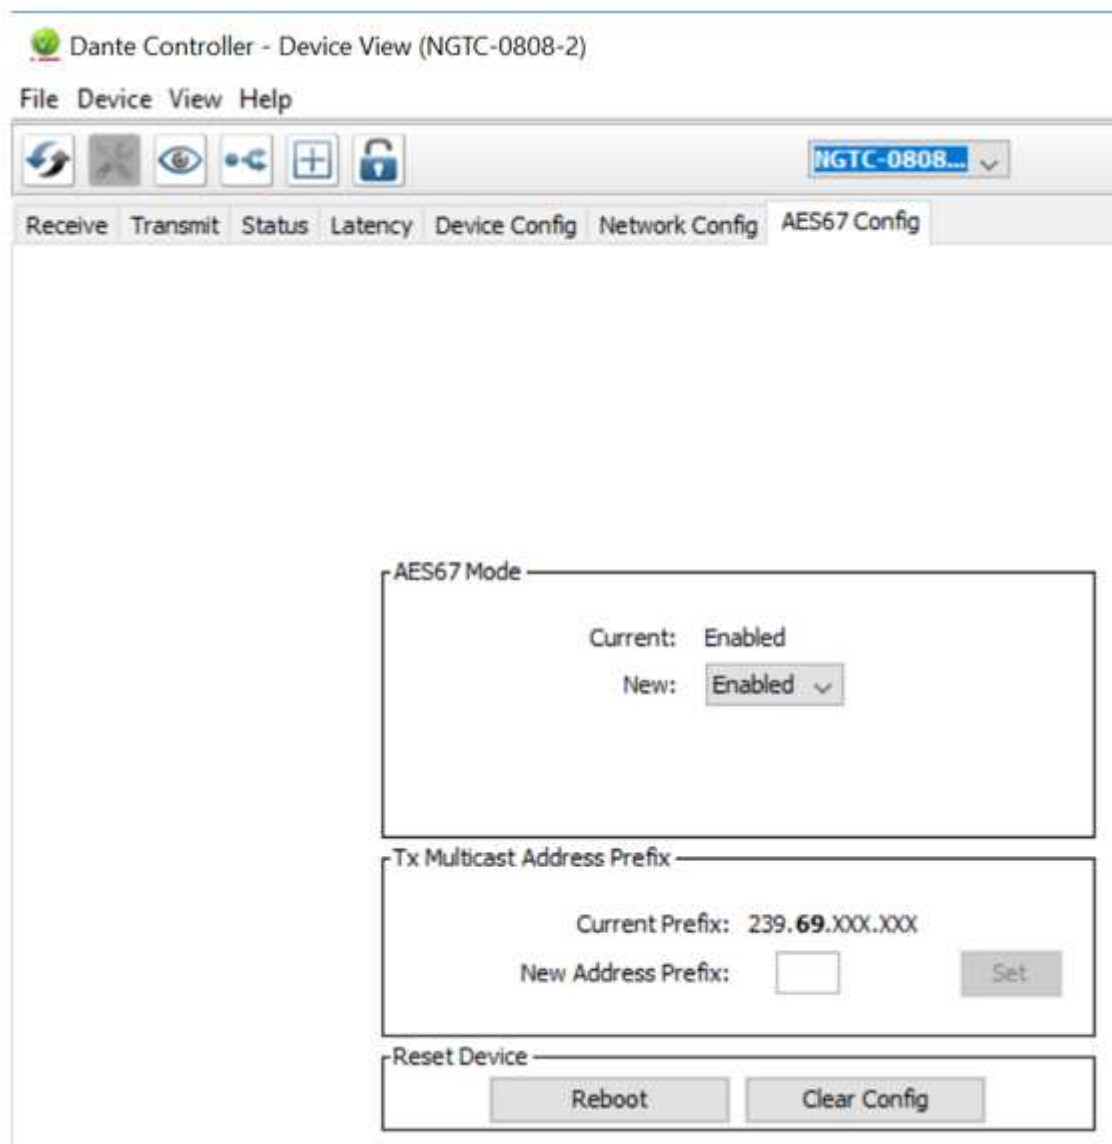 Dante Controller - Device View (NGTC-0808-2)
File Device View Help
NGTC-0808...
Receive Transmit Status Latency Device Config Network Config AES67 Config
AES67 Mode
Current: Enabled
New: Enabled
Tx Multicast Address Prefix
Current Prefix: 239.69.XXX.XXX
New Address Prefix: Set
Reset Device
Reboot Clear Config